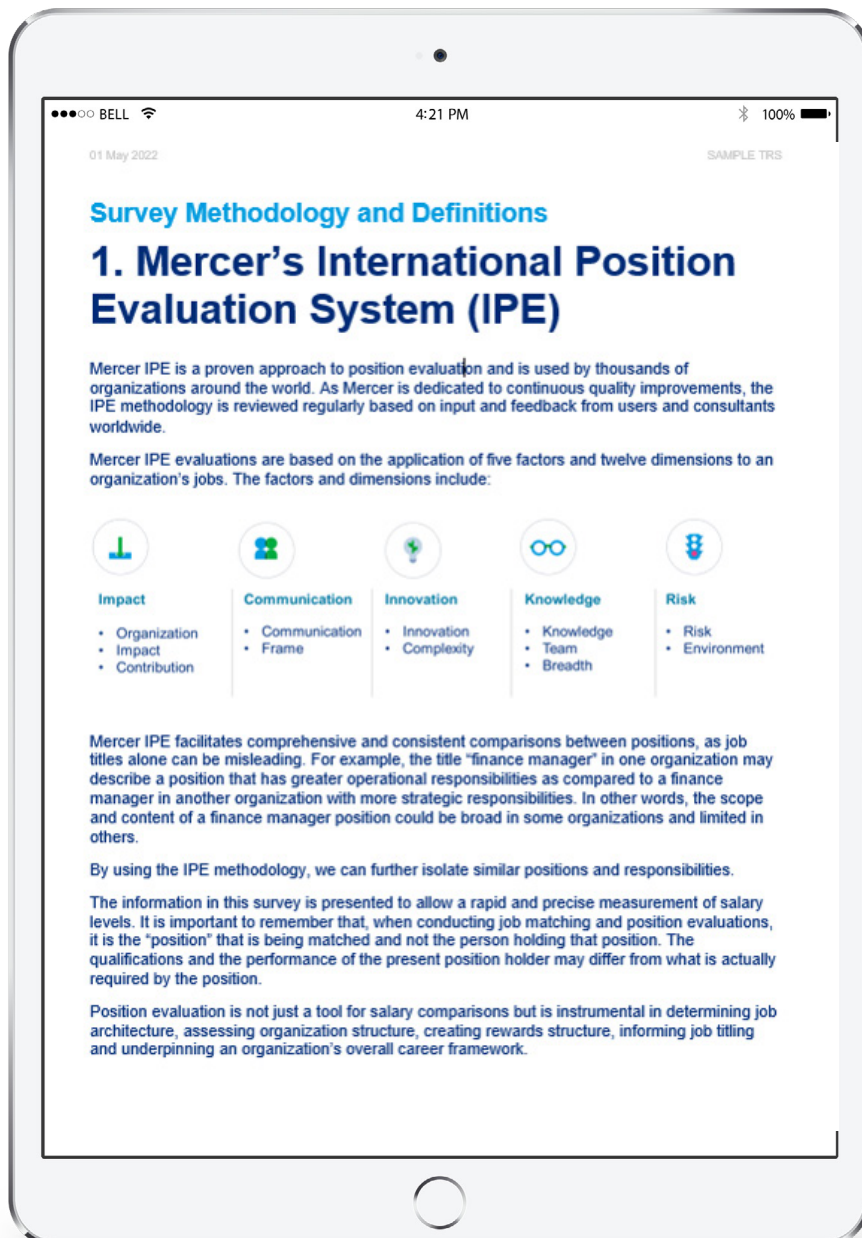 BELL 4:21 PM 100%
01 May 2022 SAMPLE TRS
Survey Methodology and Definitions
1. Mercer's International Position
Evaluation System (IPE)
Mercer IPE is a proven approach to position evaluation and is used by thousands of
organizations around the world. As Mercer is dedicated to continuous quality improvements, the
IPE methodology is reviewed regularly based on input and feedback from users and consultants
worldwide.
Mercer IPE evaluations are based on the application of five factors and twelve dimensions to an
organization's jobs. The factors and dimensions include:
Impact
• Organization
• Impact
• Contribution
Communication
• Communication
• Frame
Innovation
• Innovation
• Complexity
Knowledge
• Knowledge
• Team
• Breadth
Risk
• Risk
• Environment
Mercer IPE facilitates comprehensive and consistent comparisons between positions, as job
titles alone can be misleading. For example, the title “finance manager” in one organization may
describe a position that has greater operational responsibilities as compared to a finance
manager in another organization with more strategic responsibilities. In other words, the scope
and content of a finance manager position could be broad in some organizations and limited in
others.
By using the IPE methodology, we can further isolate similar positions and responsibilities.
The information in this survey is presented to allow a rapid and precise measurement of salary
levels. It is important to remember that, when conducting job matching and position evaluations,
it is the “position” that is being matched and not the person holding that position. The
qualifications and the performance of the present position holder may differ from what is actually
required by the position.
Position evaluation is not just a tool for salary comparisons but is instrumental in determining job
architecture, assessing organization structure, creating rewards structure, informing job titling
and underpinning an organization's overall career framework.